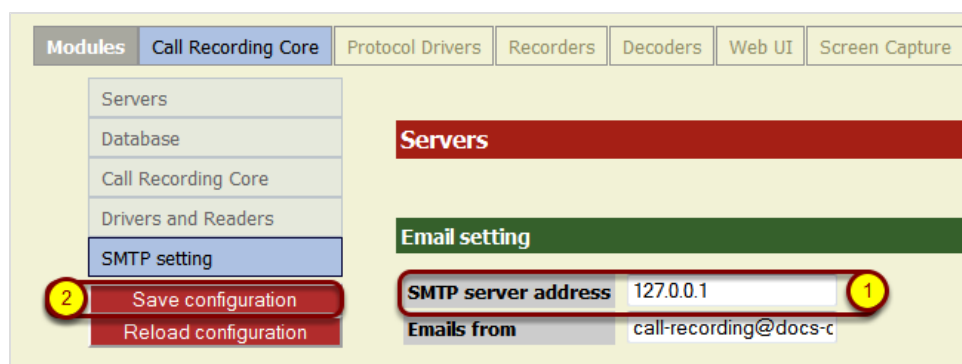 Modules Call Recording Core Protocol Drivers Recorders Decoders Web UI Screen Capture
Servers
Database
Call Recording Core
Drivers and Readers
SMTP setting
2 Save configuration
Reload configuration
Servers
Email setting
SMTP server address 127.0.0.1 1
Emails from call-recording@docs-c